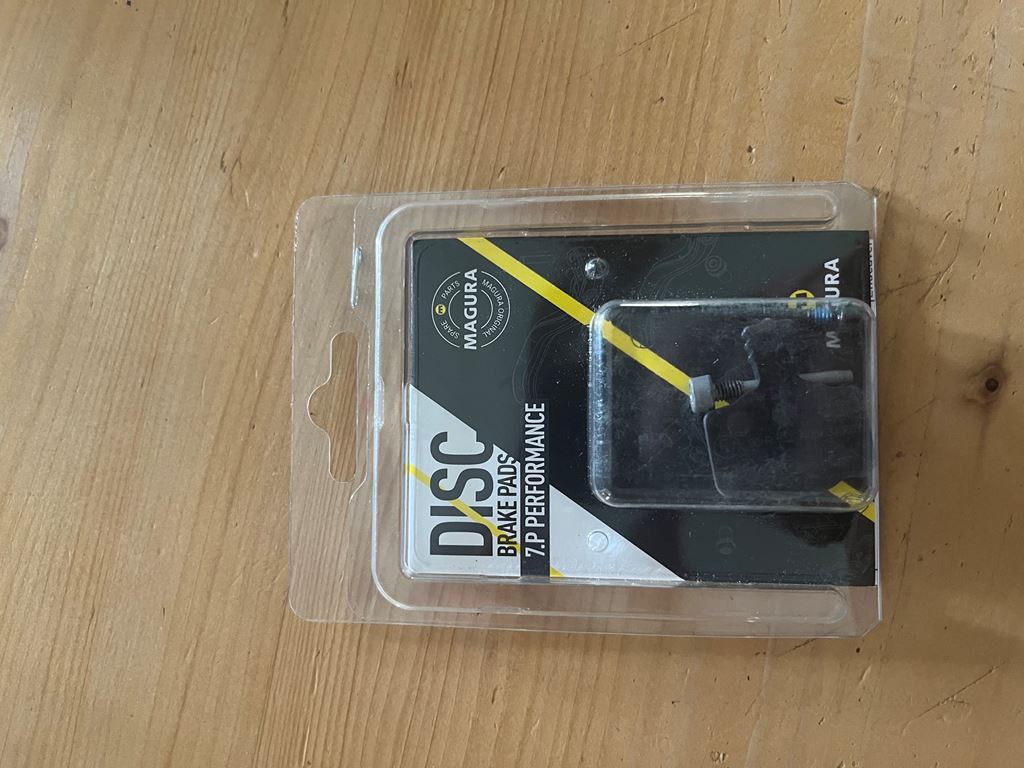 SPARE PARTS
MAGURA
MAGURA ORIGINAL
DISC
BRAKE PADS
7.P PERFORMANCE
MAGURA